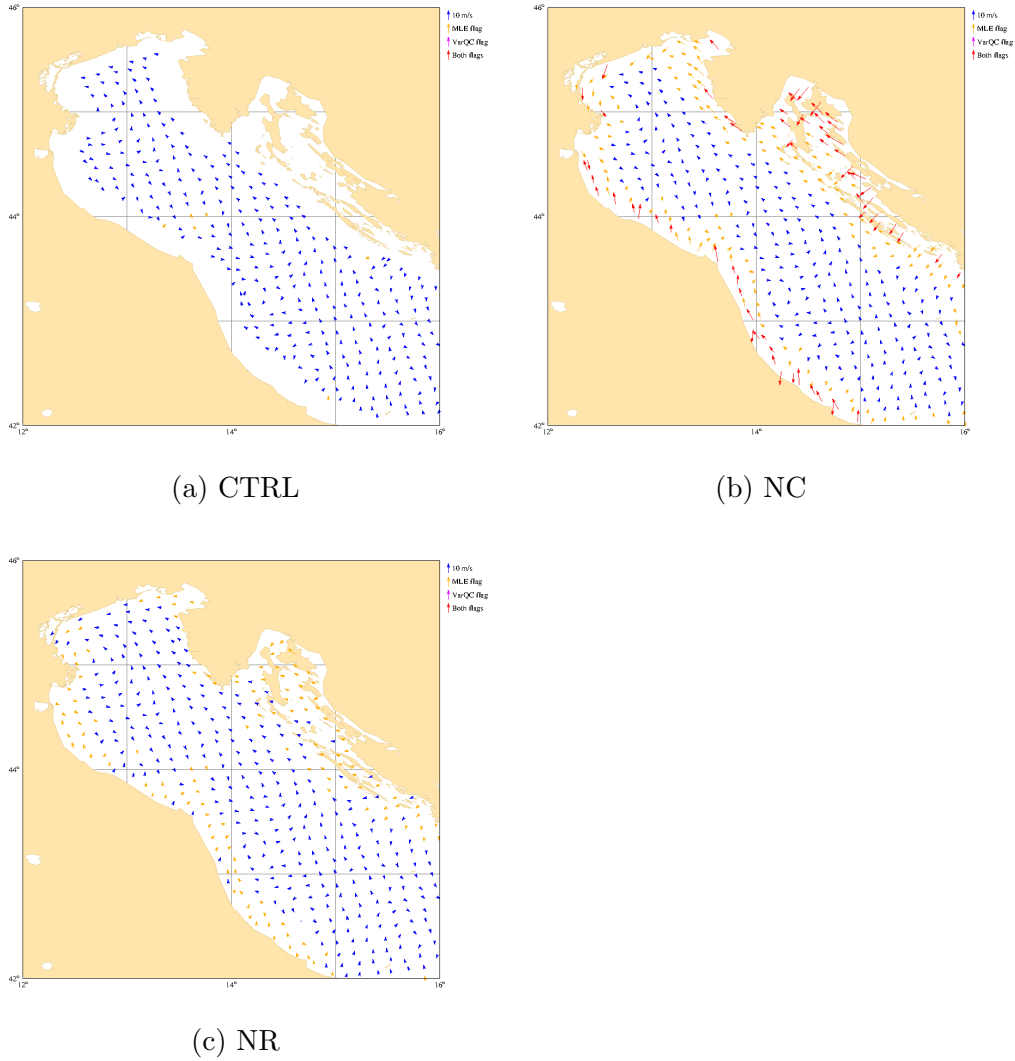 46°
10 m/s
MLE flag
VarQC flag
Both flags
44°
42°
12°
14°
16°
(a) CTRL
46°
10 m/s
MLE flag
VarQC flag
Both flags
44°
42°
12°
14°
16°
(b) NC
46°
10 m/s
MLE flag
VarQC flag
Both flags
44°
42°
12°
14°
16°
(c) NR